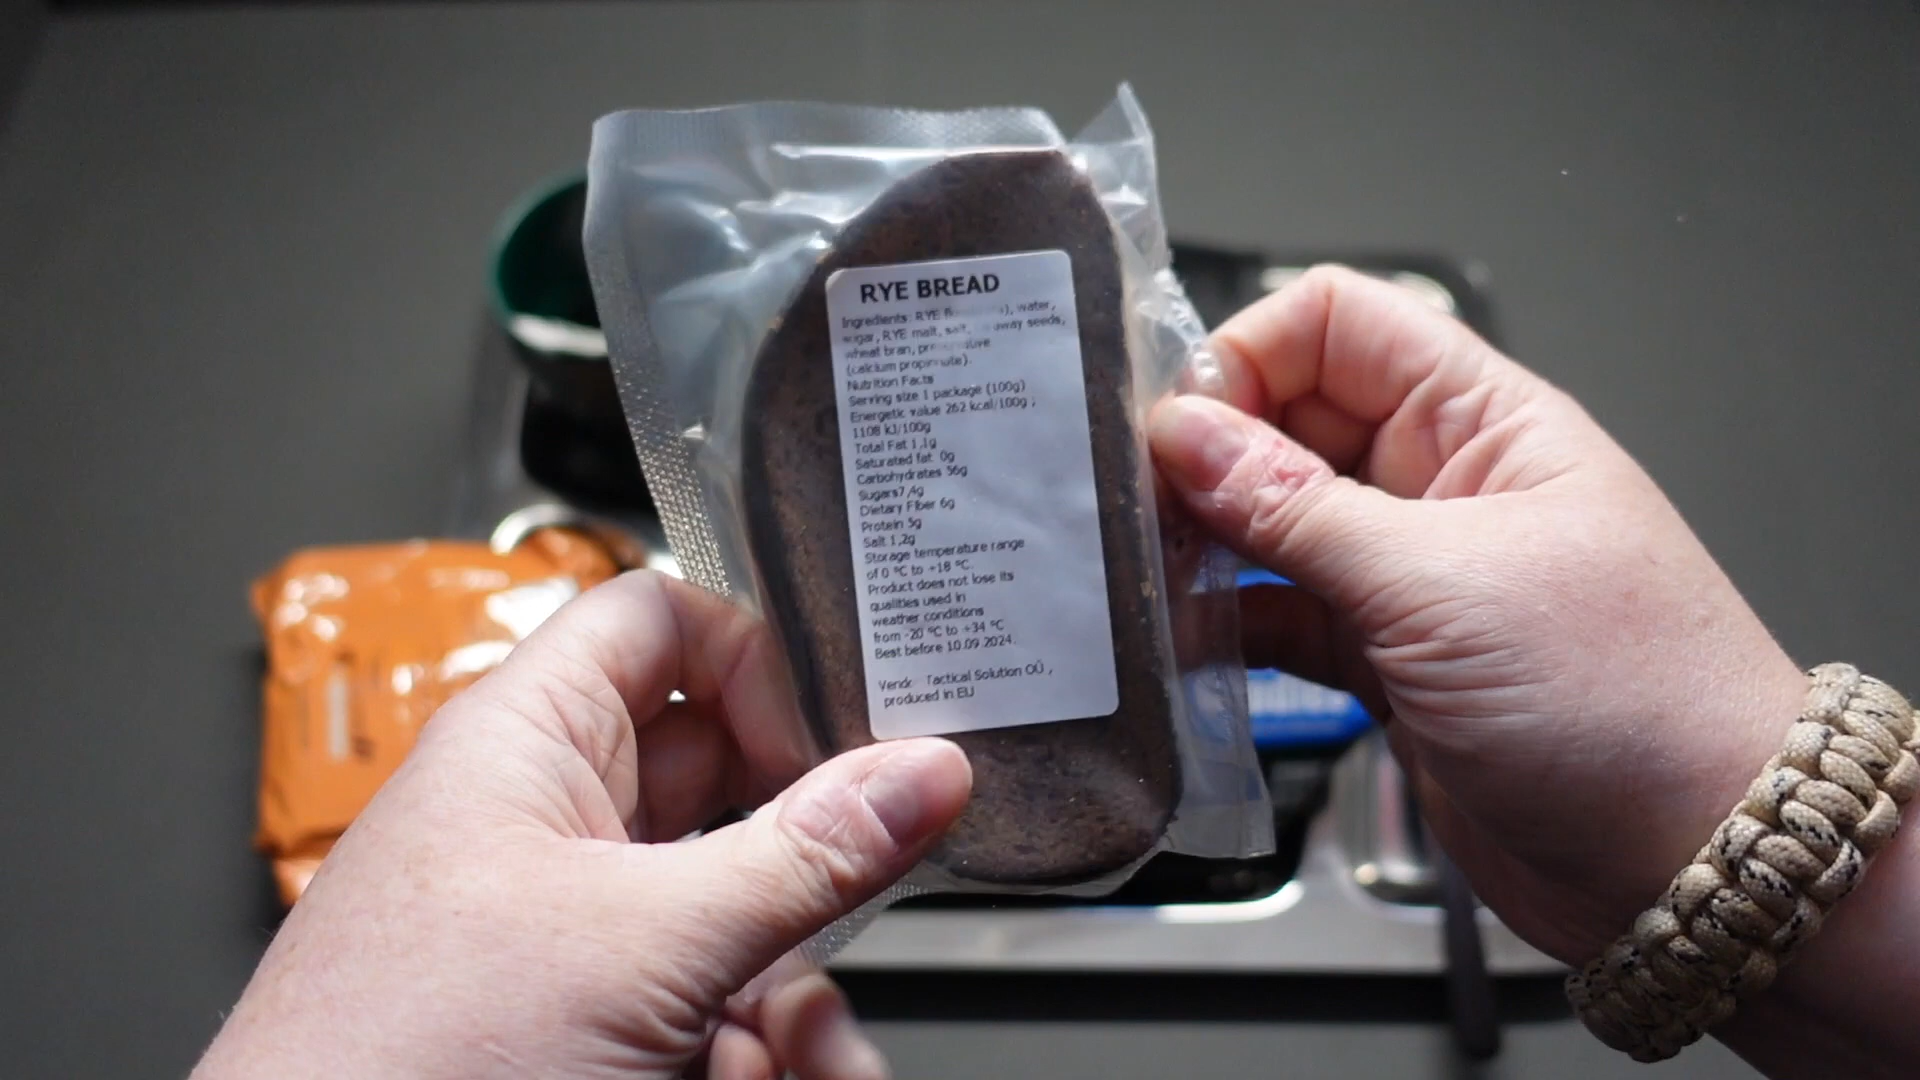 RYE BREAD
Ingredients: RYE water,
sugar, RYE malt, salt, seeds,
wheat bran,
(calcium propionate).
Nutrition Facts
Serving size 1 package (100g)
Energetic value 262 kcal/100g ;
1108 kJ/100g
Total Fat 1,1g
Saturated fat 0g
Carbohydrates 56g
Sugars7,4g
Dietary Fiber 6g
Protein 5g
Salt 1,2g
Storage temperature range
of 0 °C to +18 °C.
Product does not lose its
qualities used in
weather conditions
from -20 °C to +34 °C
Best before 10.09.2024.
Tactical Solution OÜ ,
produced in EU